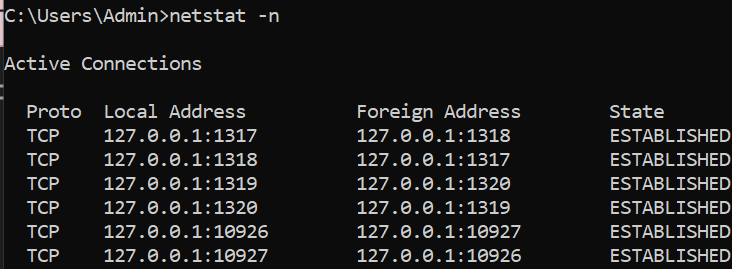 C:\Users\Admin>netstat -n
Active Connections
Proto Local Address Foreign Address State
TCP 127.0.0.1:1317 127.0.0.1:1318 ESTABLISHED
TCP 127.0.0.1:1318 127.0.0.1:1317 ESTABLISHED
TCP 127.0.0.1:1319 127.0.0.1:1320 ESTABLISHED
TCP 127.0.0.1:1320 127.0.0.1:1319 ESTABLISHED
TCP 127.0.0.1:10926 127.0.0.1:10927 ESTABLISHED
TCP 127.0.0.1:10927 127.0.0.1:10926 ESTABLISHED